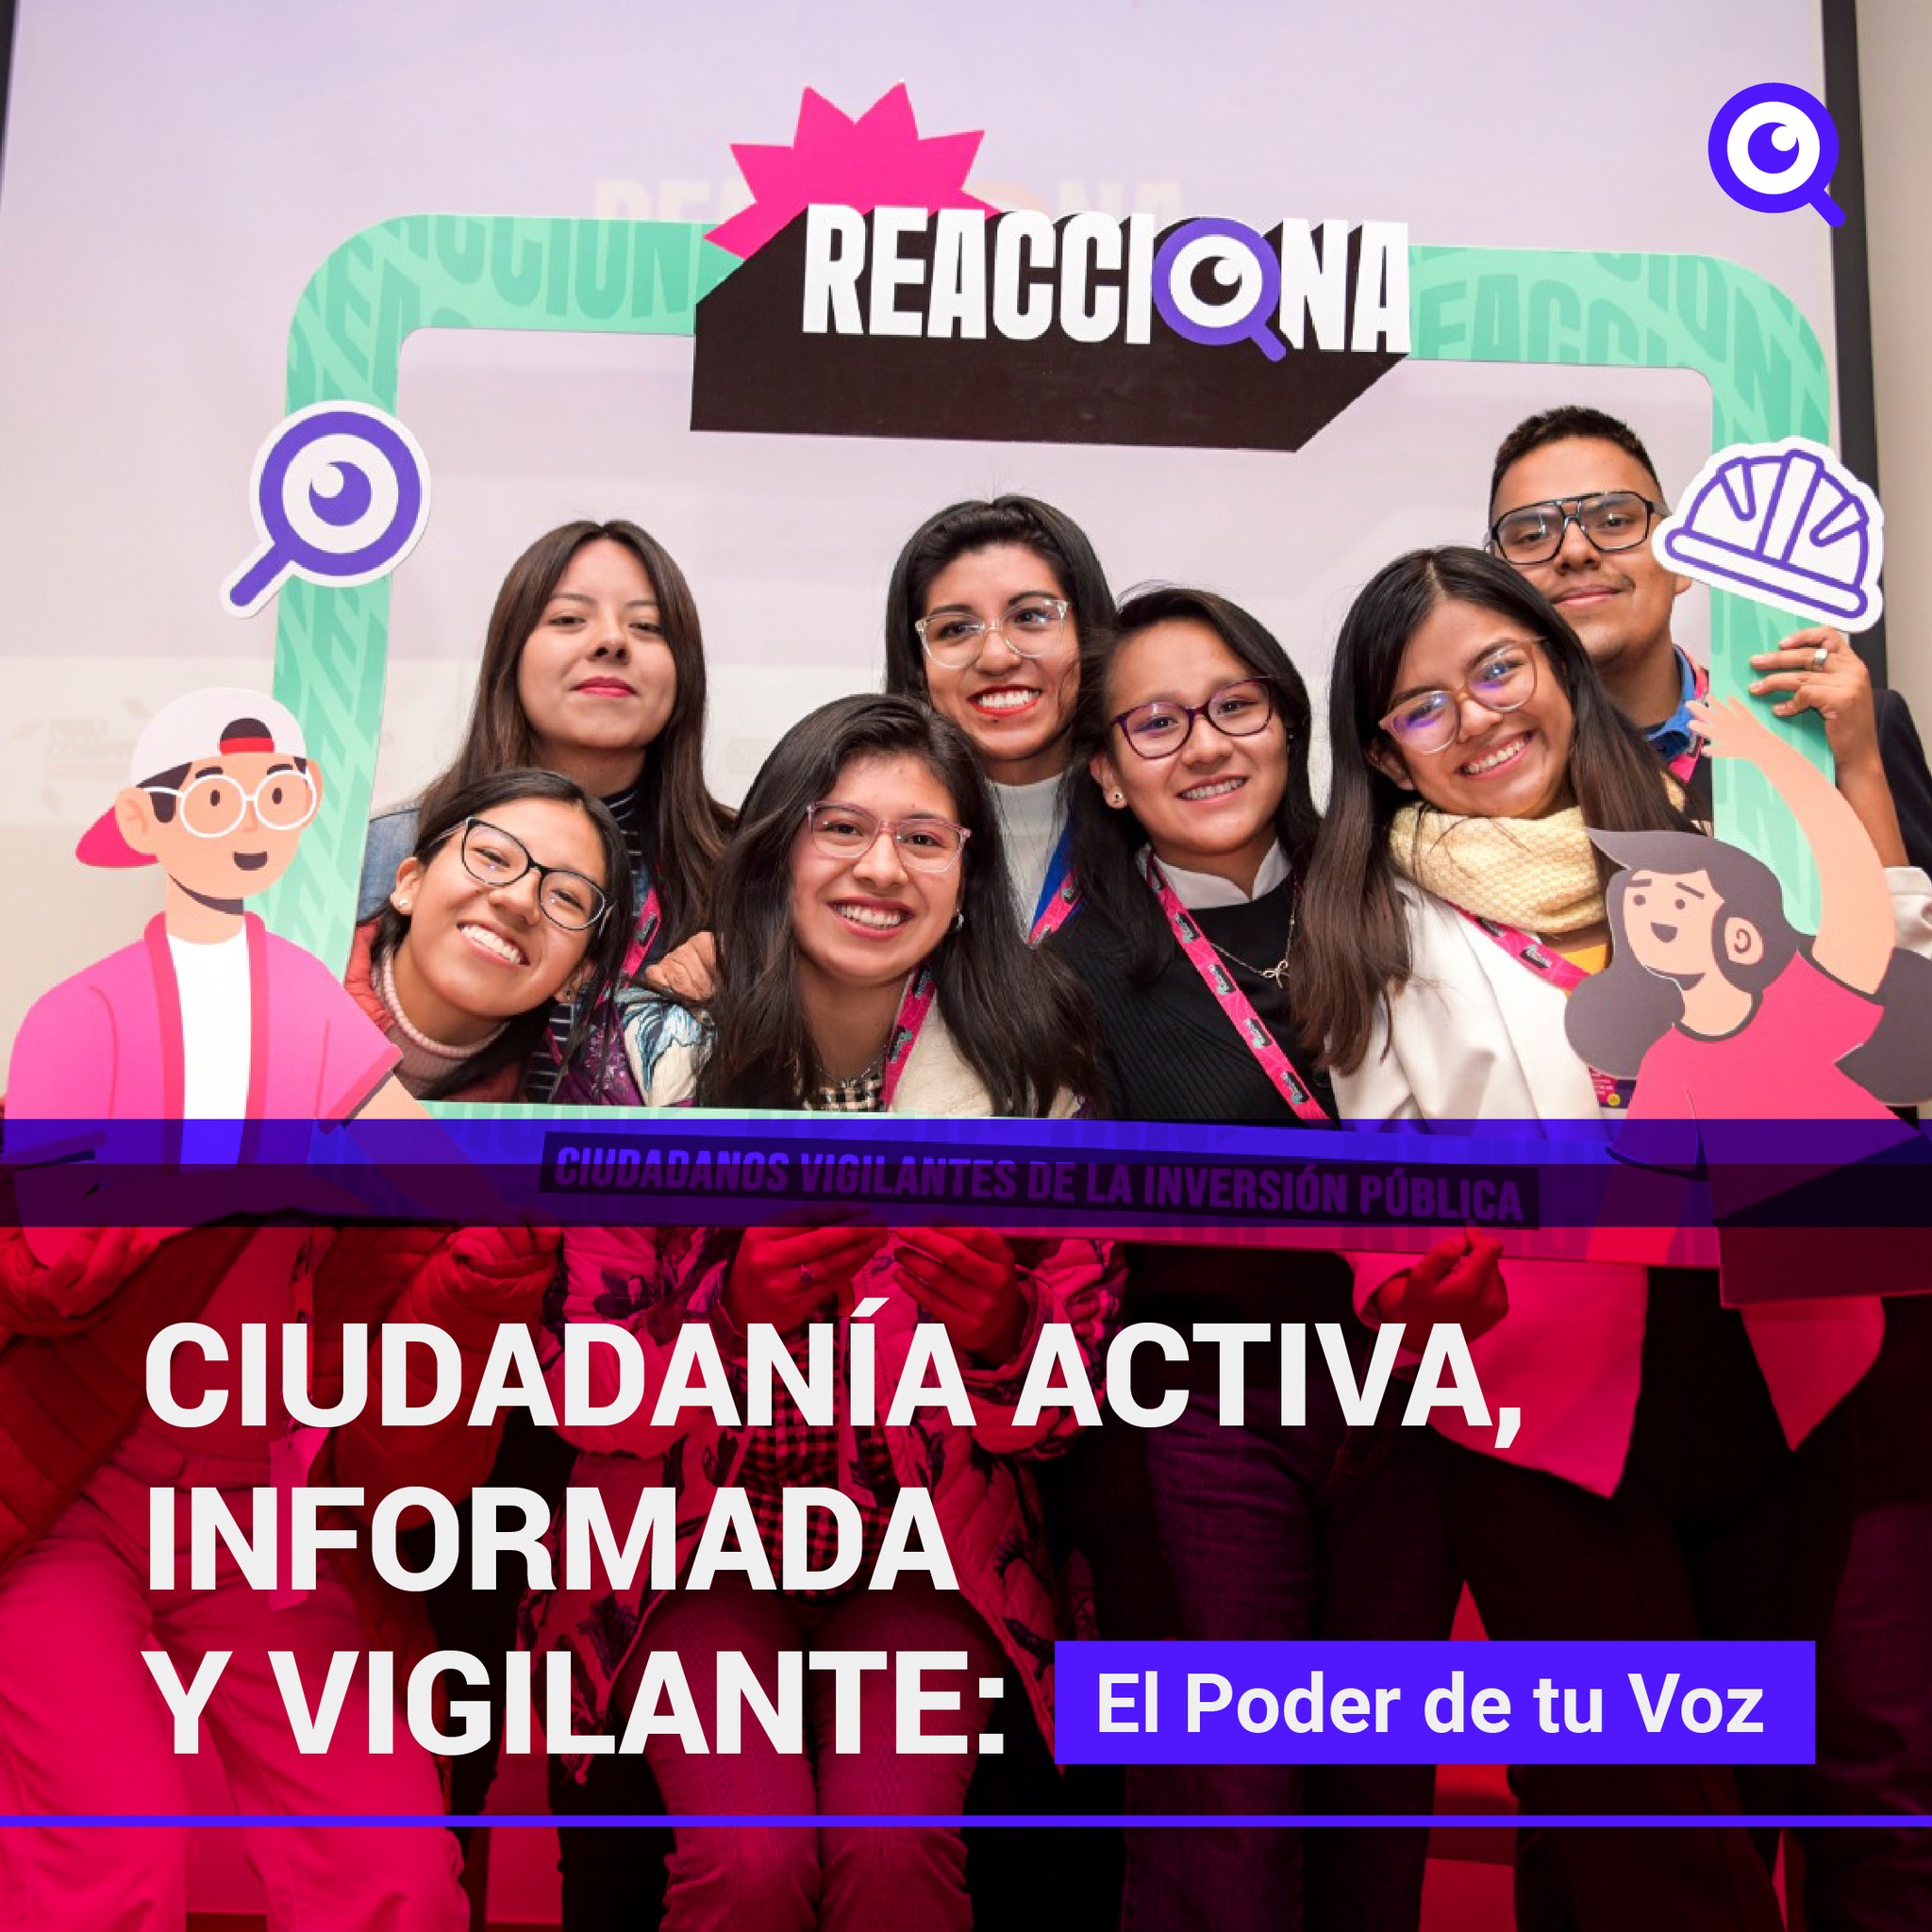 REACCIONA
CIUDADANOS VIGILANTES DE LA INVERSIÓN PÚBLICA
CIUDADANÍA ACTIVA,
INFORMADA
Y VIGILANTE: El Poder de tu Voz